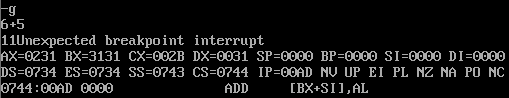 -g
6+5
11Unexpected breakpoint interrupt
AX=0231 BX=3131 CX=002B DX=0031 SP=0000 BP=0000 SI=0000 DI=0000
DS=0734 ES=0734 SS=0743 CS=0744 IP=00AD NV UP EI PL NZ NA PO NC
0744:00AD 0000 ADD [BX+SI],AL